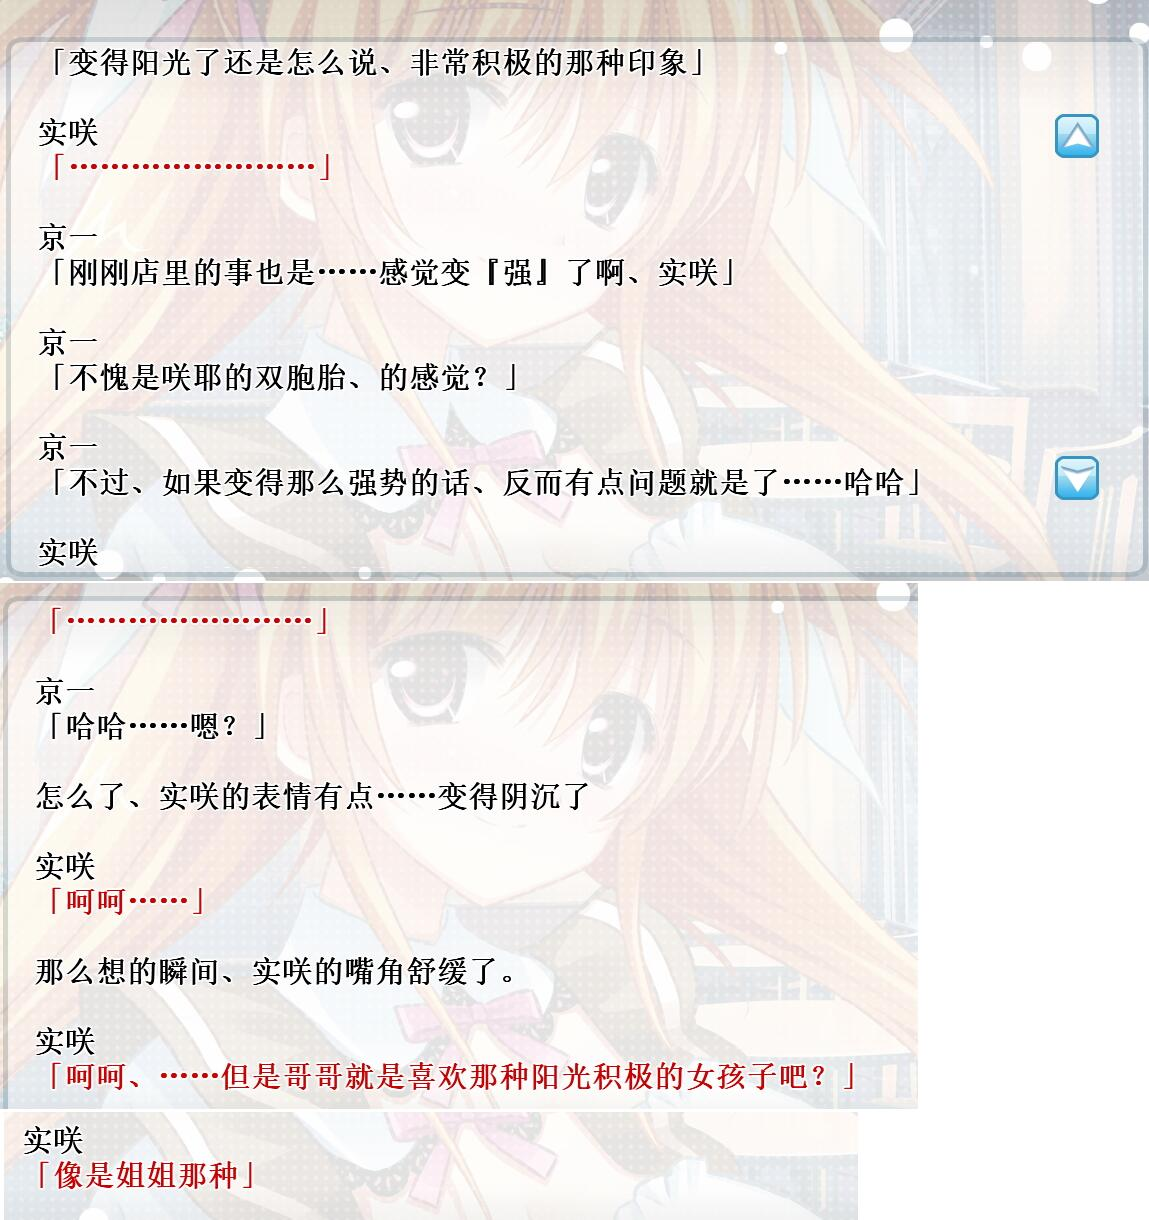 「变得阳光了还是怎么说、非常积极的那种印象」
实咲
「……………………」
京一
「刚刚店里的事也是……感觉变『强』了啊、实咲」
京一
「不愧是咲耶的双胞胎、的感觉？」
京一
「不过、如果变得那么强势的话、反而有点问题就是了……哈哈」
实咲
「……………………」
京一
「哈哈……嗯？」
怎么了、实咲的表情有点……变得阴沉了
实咲
「呵呵……」
那么想的瞬间、实咲的嘴角舒缓了。
实咲
「呵呵、……但是哥哥就是喜欢那种阳光积极的女孩子吧？」
实咲
「像是姐姐那种」